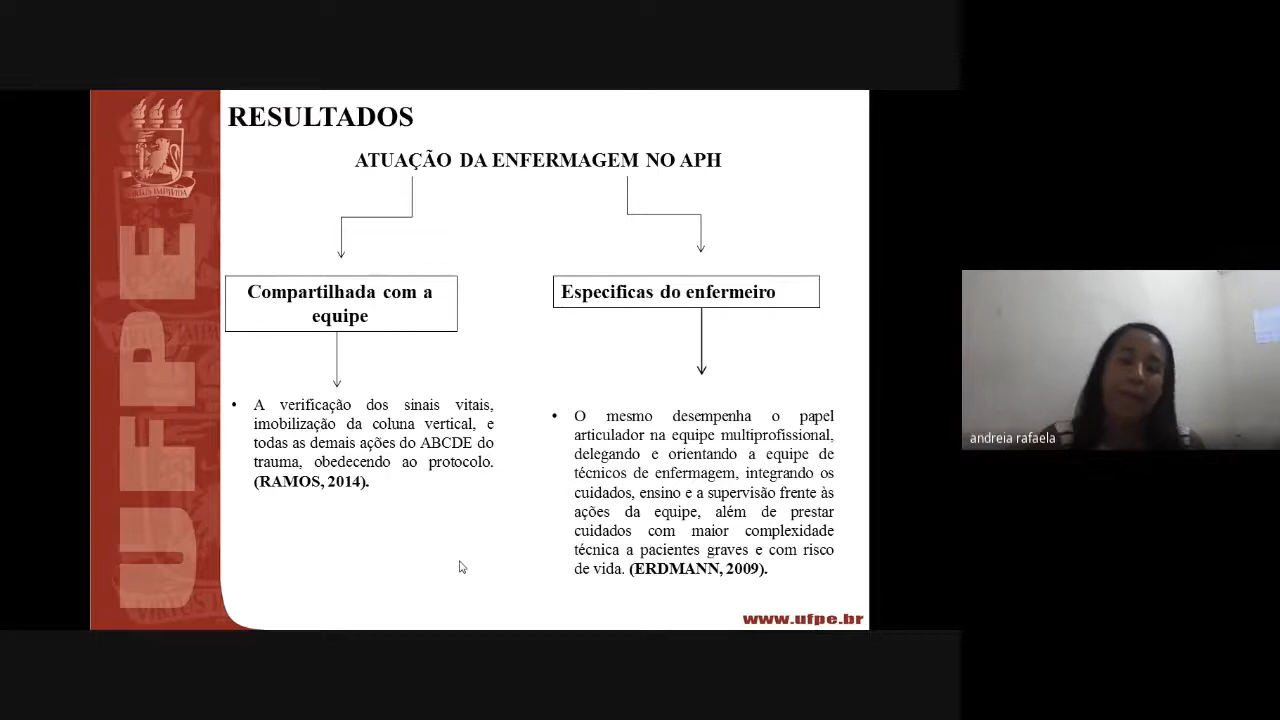 RESULTADOS
ATUAÇÃO DA ENFERMAGEM NO APH
Compartilhada com a
equipe
Especificas do enfermeiro
• A verificação dos sinais vitais,
imobilização da coluna vertical, e
todas as demais ações do ABCDE do
trauma, obedecendo ao protocolo.
(RAMOS, 2014).
• O mesmo desempenha o papel
articulador na equipe multiprofissional,
delegando e orientando a equipe de
técnicos de enfermagem, integrando os
cuidados, ensino e a supervisão frente às
ações da equipe, além de prestar
cuidados com maior complexidade
técnica a pacientes graves e com risco
de vida. (ERDMANN, 2009).
UFPE
www.ufpe.br
andreia rafaela